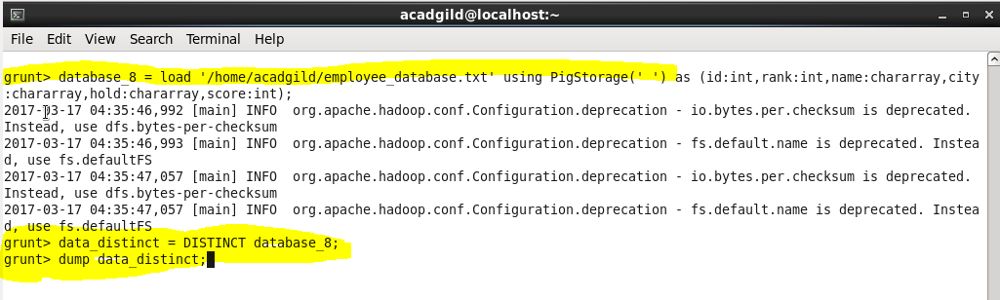 acadgild@localhost:~
File Edit View Search Terminal Help
grunt> database_8 = load '/home/acadgild/employee_database.txt' using PigStorage(' ') as (id:int,rank:int,name:chararray,city
:chararray,hold:chararray,score:int);
2017-03-17 04:35:46,992 [main] INFO  org.apache.hadoop.conf.Configuration.deprecation - io.bytes.per.checksum is deprecated.
Instead, use dfs.bytes-per-checksum
2017-03-17 04:35:46,993 [main] INFO  org.apache.hadoop.conf.Configuration.deprecation - fs.default.name is deprecated. Instea
d, use fs.defaultFS
2017-03-17 04:35:47,057 [main] INFO  org.apache.hadoop.conf.Configuration.deprecation - io.bytes.per.checksum is deprecated.
Instead, use dfs.bytes-per-checksum
2017-03-17 04:35:47,057 [main] INFO  org.apache.hadoop.conf.Configuration.deprecation - fs.default.name is deprecated. Instea
d, use fs.defaultFS
grunt> data_distinct = DISTINCT database_8;
grunt> dump data_distinct;